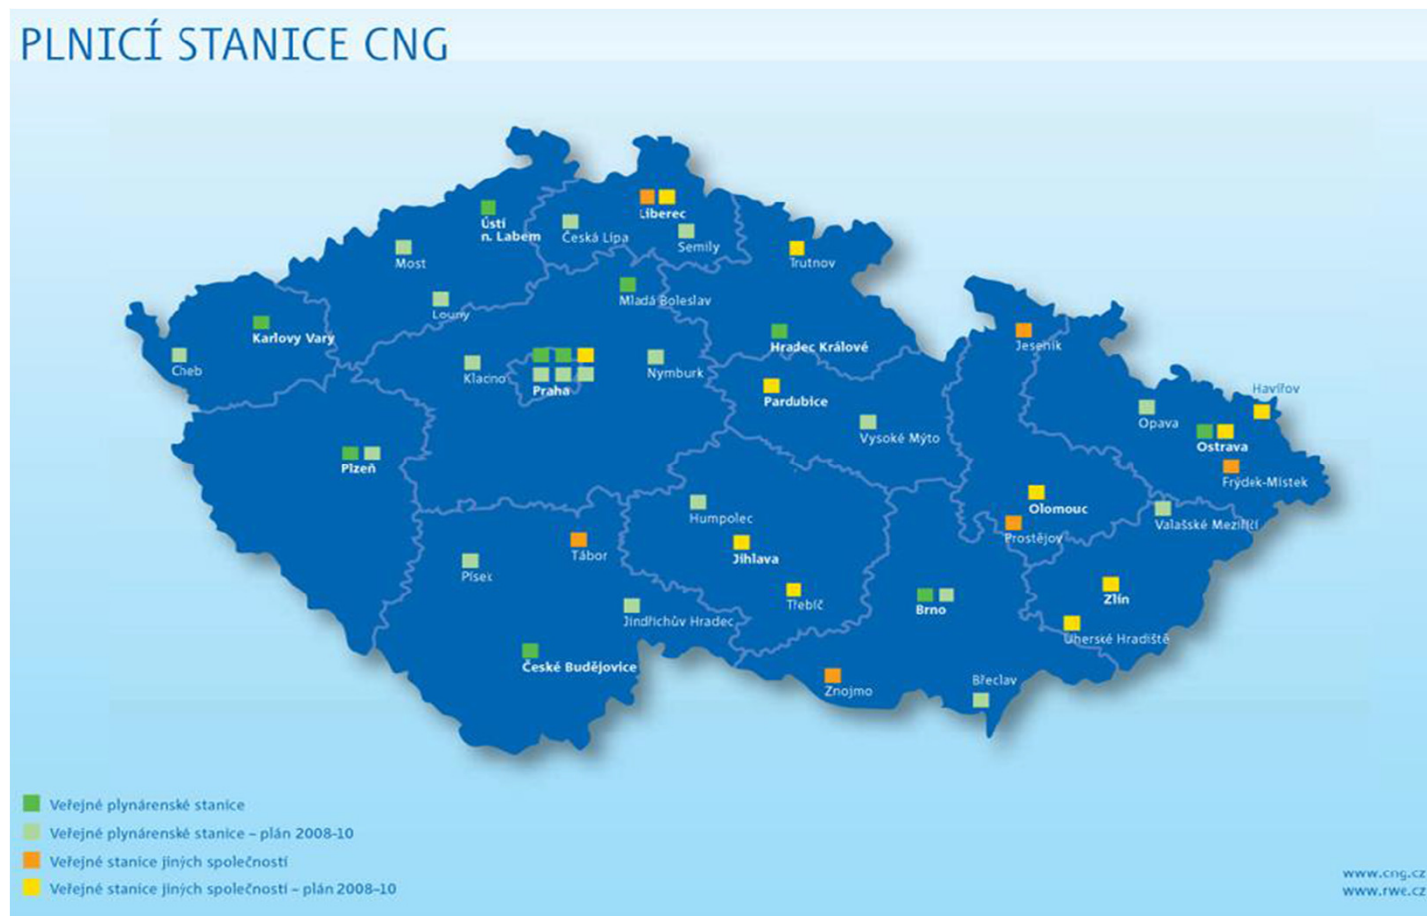 PLNICÍ STANICE CNG
Liberec
Ústí
n. Labem
Česká Lípa
Semily
Most
Trutnov
Mladá Boleslav
Louny
Karlovy Vary
Hradec Králové
Jeseník
Cheb
Kladno
Nymburk
Praha
Havířov
Pardubice
Opava
Vysoké Mýto
Ostrava
Plzeň
Frýdek-Místek
Olomouc
Humpolec
Valašské Meziříčí
Prostějov
Tábor
Jihlava
Písek
Třebíč
Brno
Zlín
Jindřichův Hradec
Uherské Hradiště
České Budějovice
Břeclav
Znojmo
Veřejné plynárenské stanice
Veřejné plynárenské stanice – plán 2008-10
Veřejné stanice jiných společností
Veřejné stanice jiných společností – plán 2008-10
www.cng.cz
www.rwe.cz